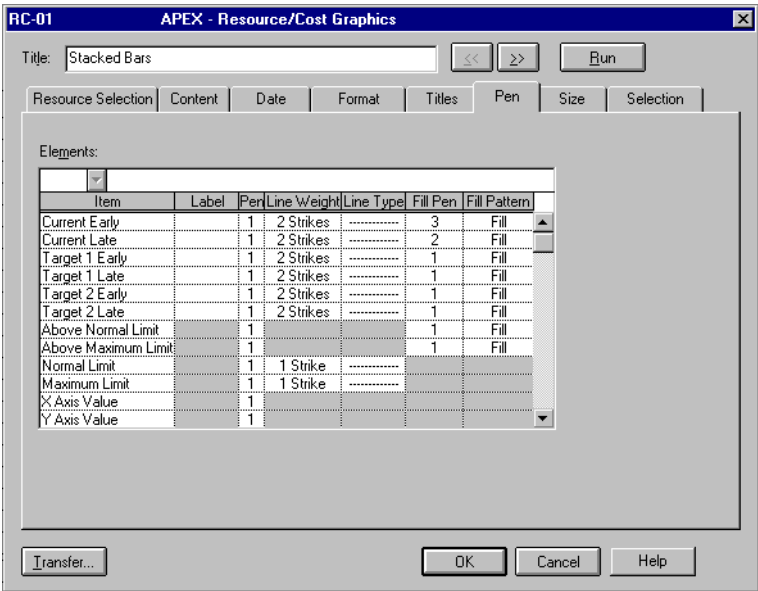 RC-01 APEX - Resource/Cost Graphics
Title: Stacked Bars << >> Run
Resource Selection Content Date Format Titles Pen Size Selection
Elements:
Item Label Pen Line Weight Line Type Fill Pen Fill Pattern
Current Early 1 2 Strikes ------------ 3 Fill
Current Late 1 2 Strikes ------------ 2 Fill
Target 1 Early 1 2 Strikes ------------ 1 Fill
Target 1 Late 1 2 Strikes ------------ 1 Fill
Target 2 Early 1 2 Strikes ------------ 1 Fill
Target 2 Late 1 2 Strikes ------------ 1 Fill
Above Normal Limit 1 1 Fill
Above Maximum Limit 1 1 Fill
Normal Limit 1 1 Strike ------------
Maximum Limit 1 1 Strike ------------
X Axis Value 1
Y Axis Value 1
Transfer... OK Cancel Help